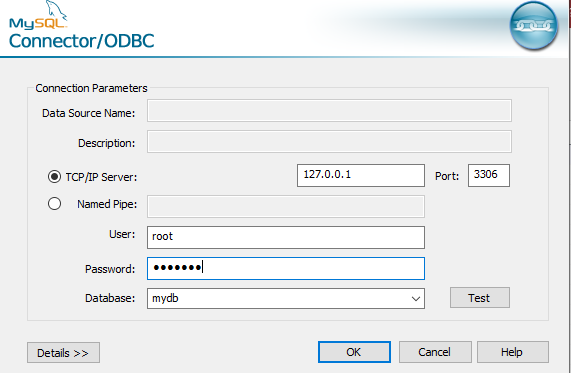 MySQL
Connector/ODBC
Connection Parameters
Data Source Name:
Description:
TCP/IP Server: 127.0.0.1 Port: 3306
Named Pipe:
User: root
Password: ●●●●●●●
Database: mydb Test
Details >> OK Cancel Help